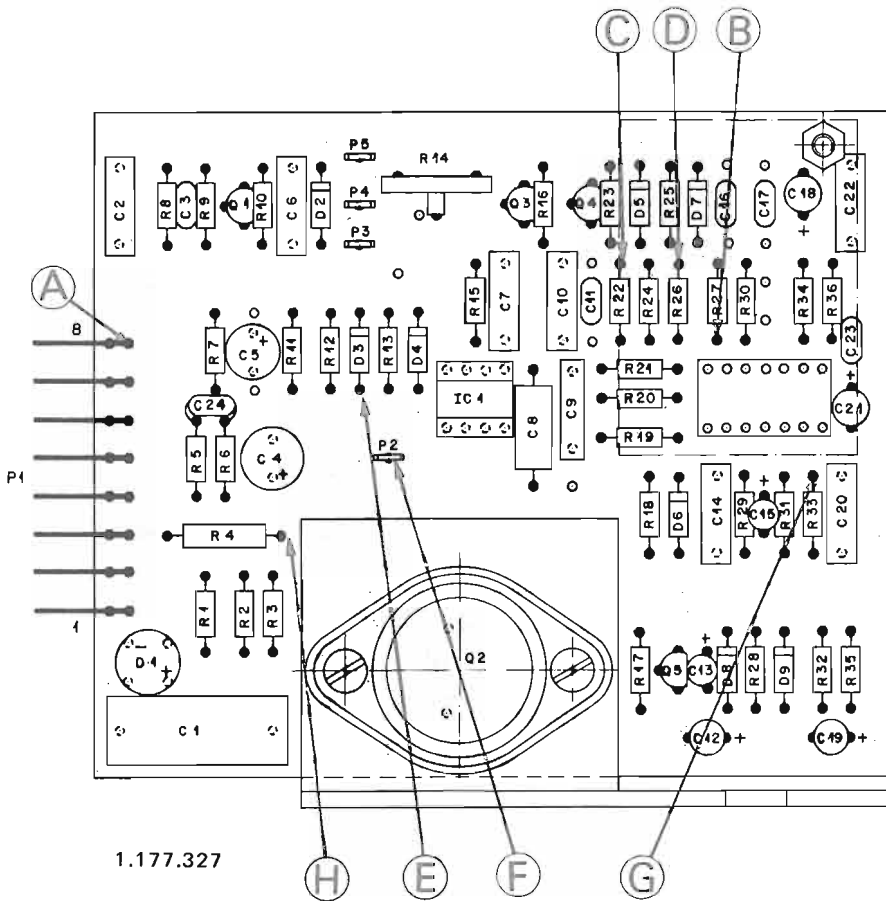 A C D B
P5
R14
P4
P3
C2 R8 C3 R9 Q1 R10 C6 D2
Q3 R16 Q4 R23 D5 R25 D7 C16 C17 C18 C22
+
A
8
R15 C7 C10 C11 R22 R24 R26 R27 R30 R34 R36
R7 C5 + R11 R12 D3 R13 D4
C23
IC1 C8 C9 R21
R20
R19
+
C21
C24
R5 R6 C4 +
P2
P1
R18 D6 C14 R29 C15 R31 R33 C20
+
R4
R1 R2 R3
1
D1
- +
Q2
R17 Q5 C13 + D8 R28 D9 R32 R35
C1
C12 + C19 +
1.177.327
H E F G